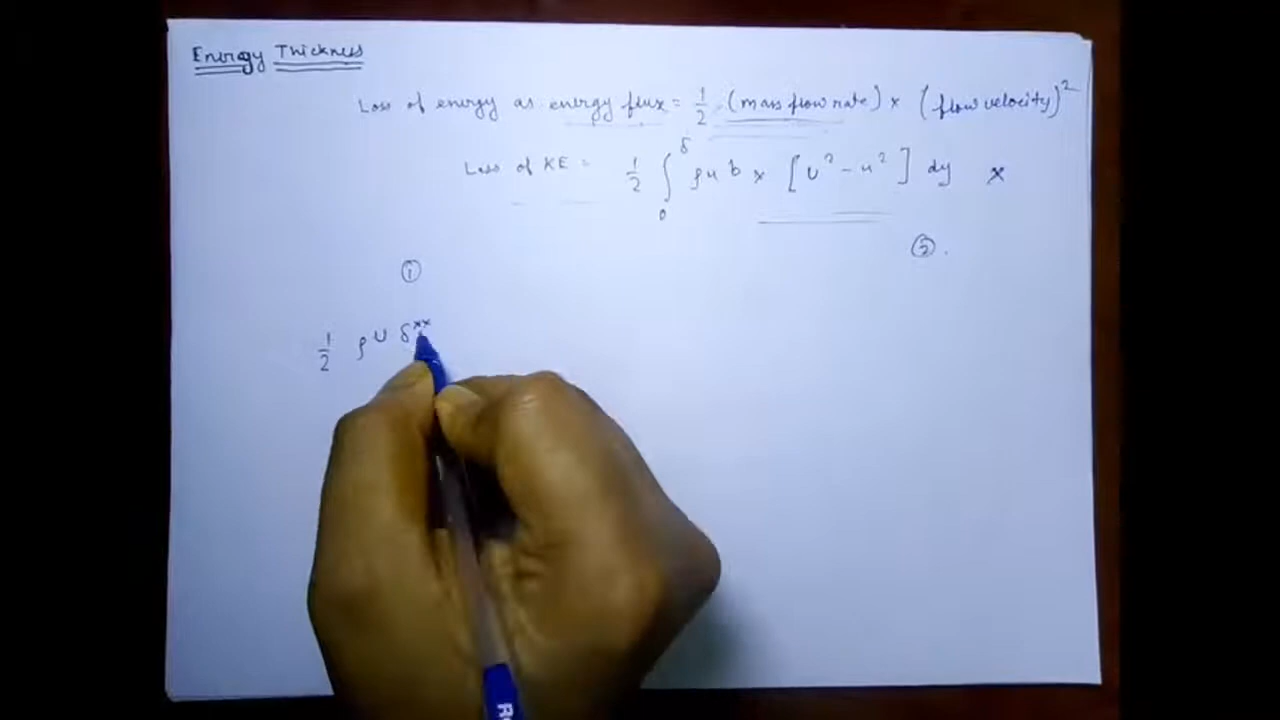 Energy Thickness
Loss of energy as energy flux = 1/2 (mass flow rate) × (flow velocity)²
Loss of KE = 1/2 ∫₀^δ ρ u b × [U² - u²] dy ×
②.
①
1/2 ρ U δ**